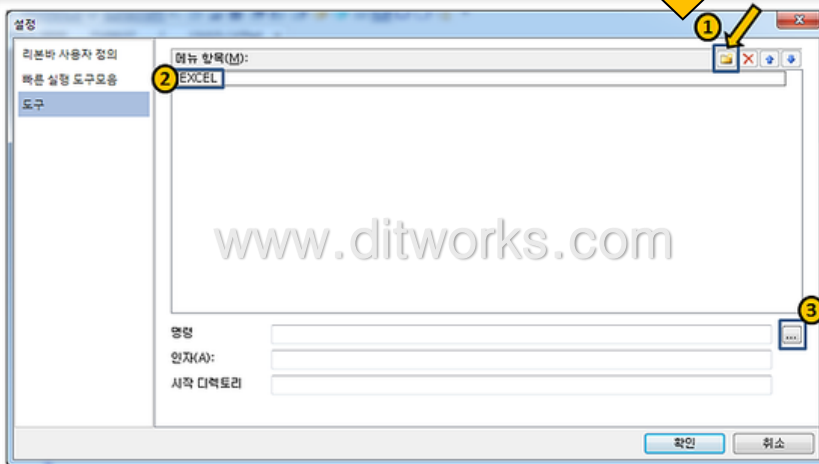 설정
1
리본바 사용자 정의
빠른 실행 도구모음
도구
메뉴 항목(M):
2
EXCEL
www.ditworks.com
3
명령
...
인자(A):
시작 디렉토리
확인
취소